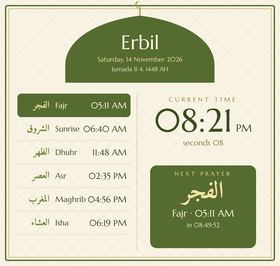 Erbil
Saturday, 14 November 2026
Jumada II 4, 1448 AH
الفجر Fajr 05:11 AM
الشروق Sunrise 06:40 AM
الظهر Dhuhr 11:48 AM
العصر Asr 02:35 PM
المغرب Maghrib 04:56 PM
العشاء Isha 06:19 PM
CURRENT TIME
08:21 PM
seconds 08
NEXT PRAYER
الفجر
Fajr · 05:11 AM
in 08:49:52